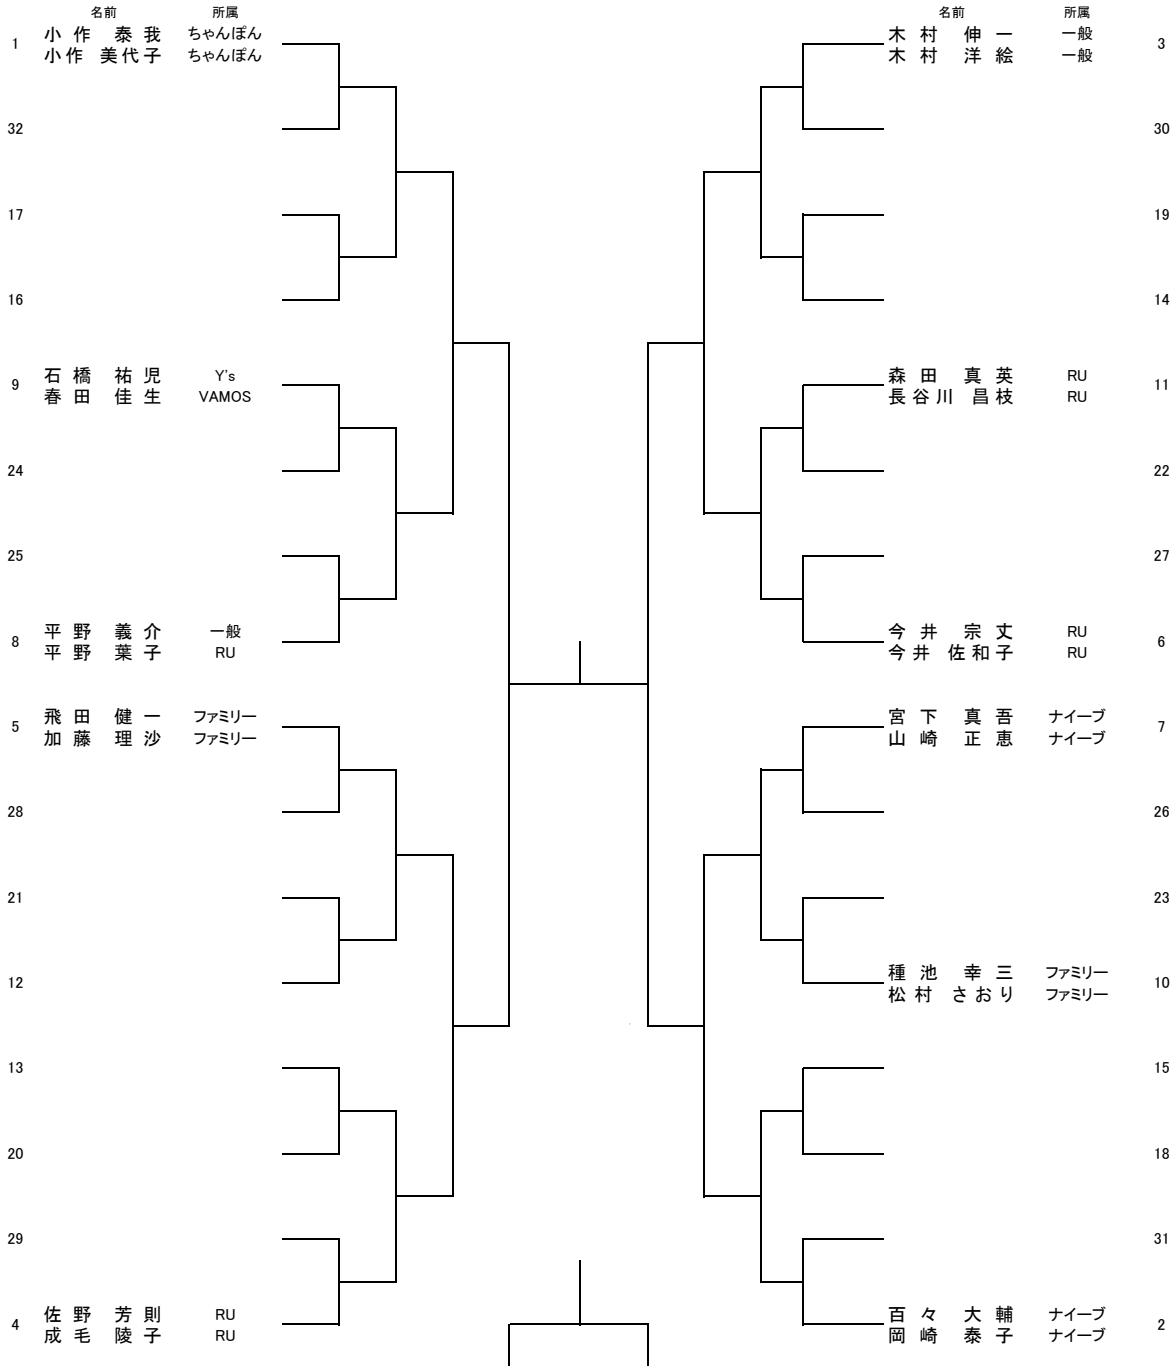 名前 所属
1 小作 泰我 ちゃんぽん
小作 美代子 ちゃんぽん
32
17
16
9 石橋 祐児 Y's
春田 佳生 VAMOS
24
25
8 平野 義介 一般
平野 葉子 RU
5 飛田 健一 ファミリー
加藤 理沙 ファミリー
28
21
12
13
20
29
4 佐野 芳則 RU
成毛 陵子 RU
名前 所属
木村 伸一 一般 3
木村 洋絵 一般
30
19
14
森田 真英 RU 11
長谷川 昌枝 RU
22
27
今井 宗丈 RU 6
今井 佐和子 RU
宮下 真吾 ナイーブ 7
山崎 正恵 ナイーブ
26
23
種池 幸三 ファミリー 10
松村 さおり ファミリー
15
18
31
百々 大輔 ナイーブ 2
岡崎 泰子 ナイーブ